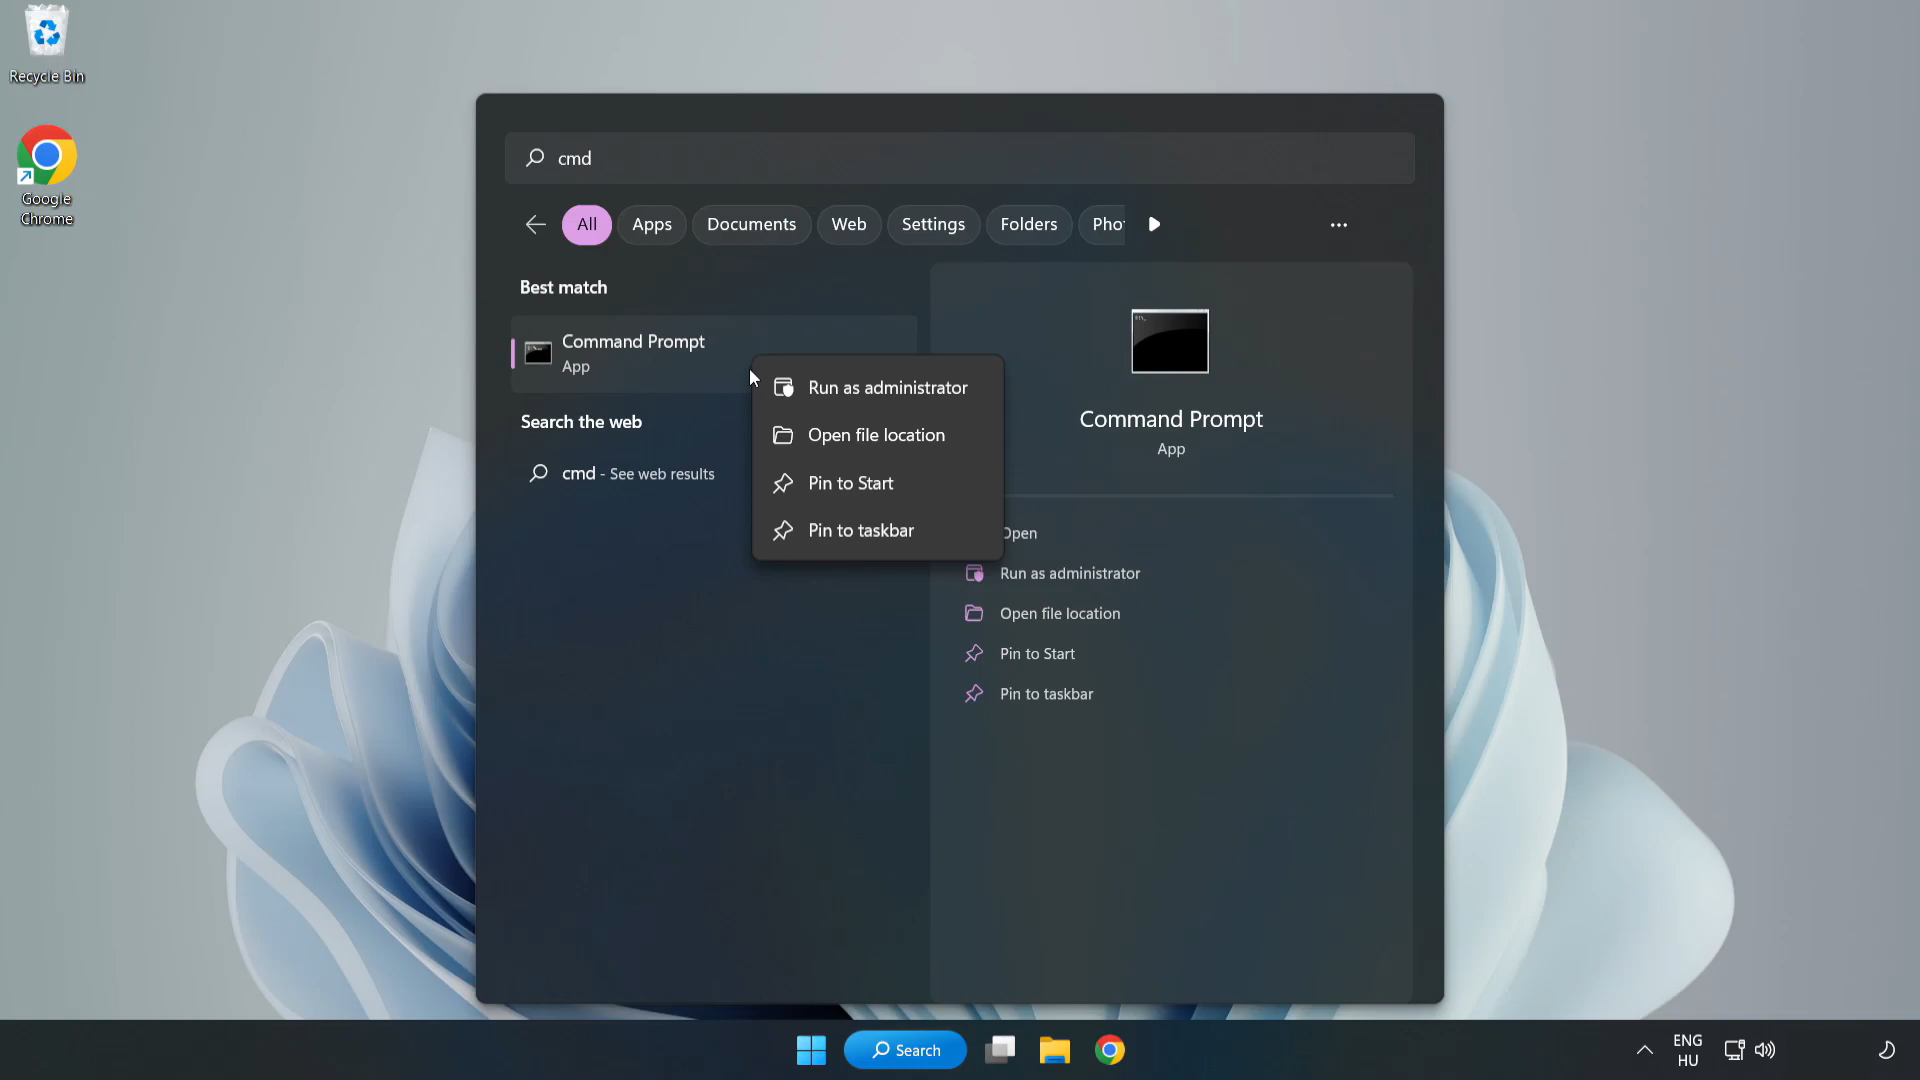 Recycle Bin
Google
Chrome
cmd
All
Apps
Documents
Web
Settings
Folders
Best match
Command Prompt
App
Search the web
cmd - See web results
Run as administrator
Open file location
Pin to Start
Pin to taskbar
Command Prompt
App
Open
Run as administrator
Open file location
Pin to Start
Pin to taskbar
Search
ENG
HU